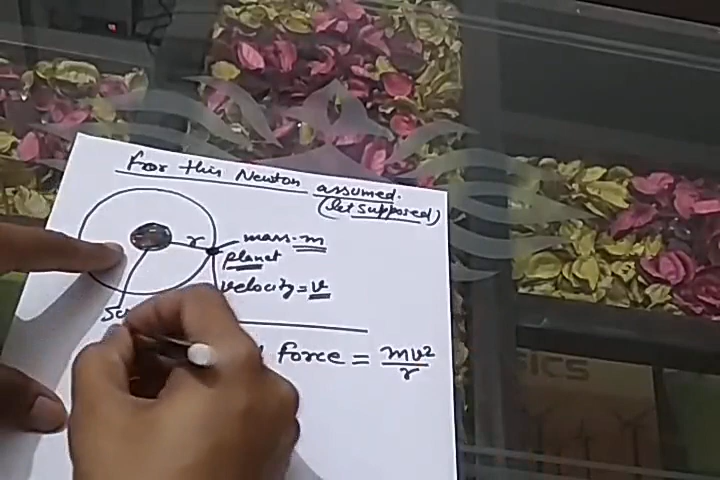 For this Newton assumed.
(let supposed)
r
mass - m
planet
velocity = v
Force = mv²/r